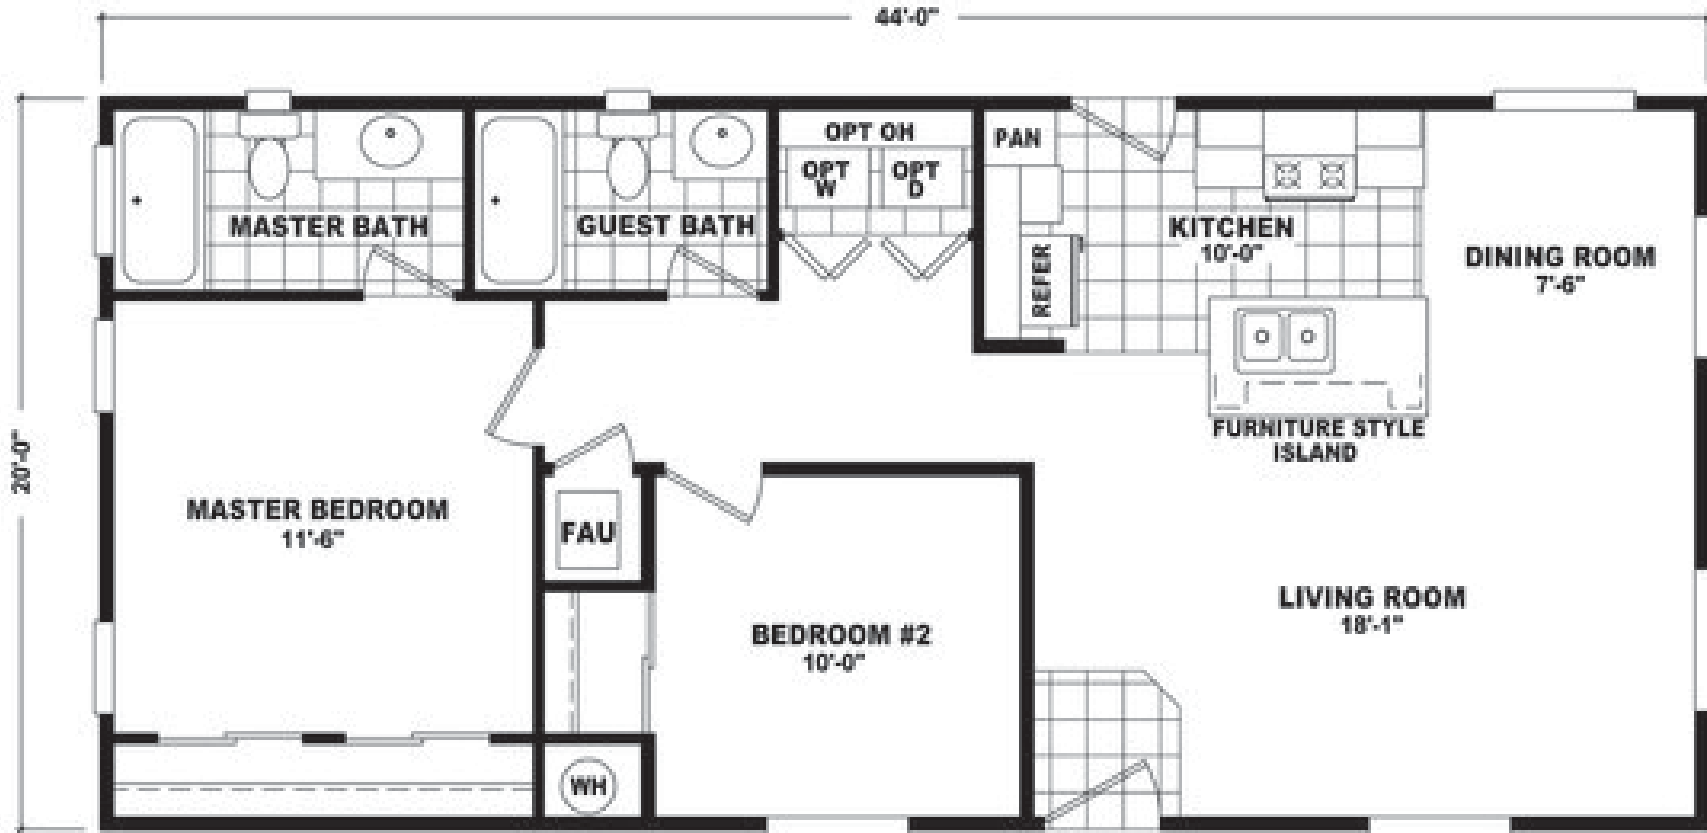 44'-0"
OPT OH
OPT
W
OPT
D
PAN
MASTER BATH
GUEST BATH
KITCHEN
10'-0"
REFER
DINING ROOM
7'-6"
FURNITURE STYLE
ISLAND
20'-0"
MASTER BEDROOM
11'-6"
FAU
LIVING ROOM
18'-1"
BEDROOM #2
10'-0"
WH